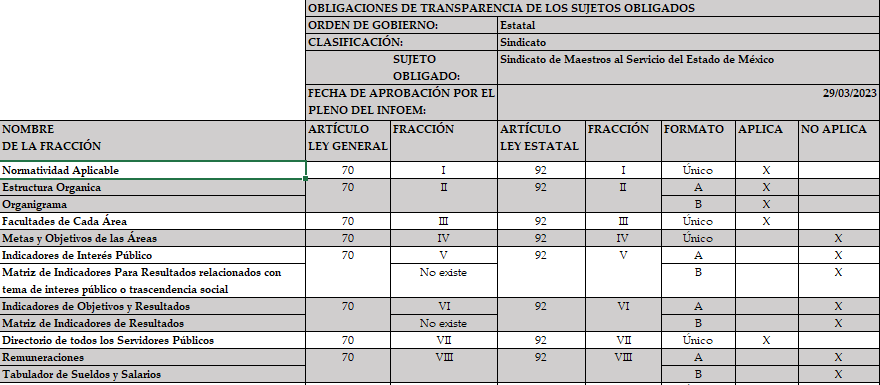 OBLIGACIONES DE TRANSPARENCIA DE LOS SUJETOS OBLIGADOS
ORDEN DE GOBIERNO: Estatal
CLASIFICACIÓN: Sindicato
SUJETO OBLIGADO: Sindicato de Maestros al Servicio del Estado de México
FECHA DE APROBACIÓN POR EL 29/03/2023
PLENO DEL INFOEM:
NOMBRE ARTÍCULO FRACCIÓN ARTÍCULO FRACCIÓN FORMATO APLICA NO APLICA
DE LA FRACCIÓN LEY GENERAL LEY ESTATAL
Normatividad Aplicable 70 I 92 I Único X
Estructura Organica 70 II 92 II A X
Organigrama B X
Facultades de Cada Área 70 III 92 III Único X
Metas y Objetivos de las Áreas 70 IV 92 IV Único X
Indicadores de Interés Público 70 V 92 V A X
Matriz de Indicadores Para Resultados relacionados con No existe B X
tema de interes público o trascendencia social
Indicadores de Objetivos y Resultados 70 VI 92 VI A X
Matriz de Indicadores de Resultados No existe B X
Directorio de todos los Servidores Públicos 70 VII 92 VII Único X
Remuneraciones 70 VIII 92 VIII A X
Tabulador de Sueldos y Salarios B X